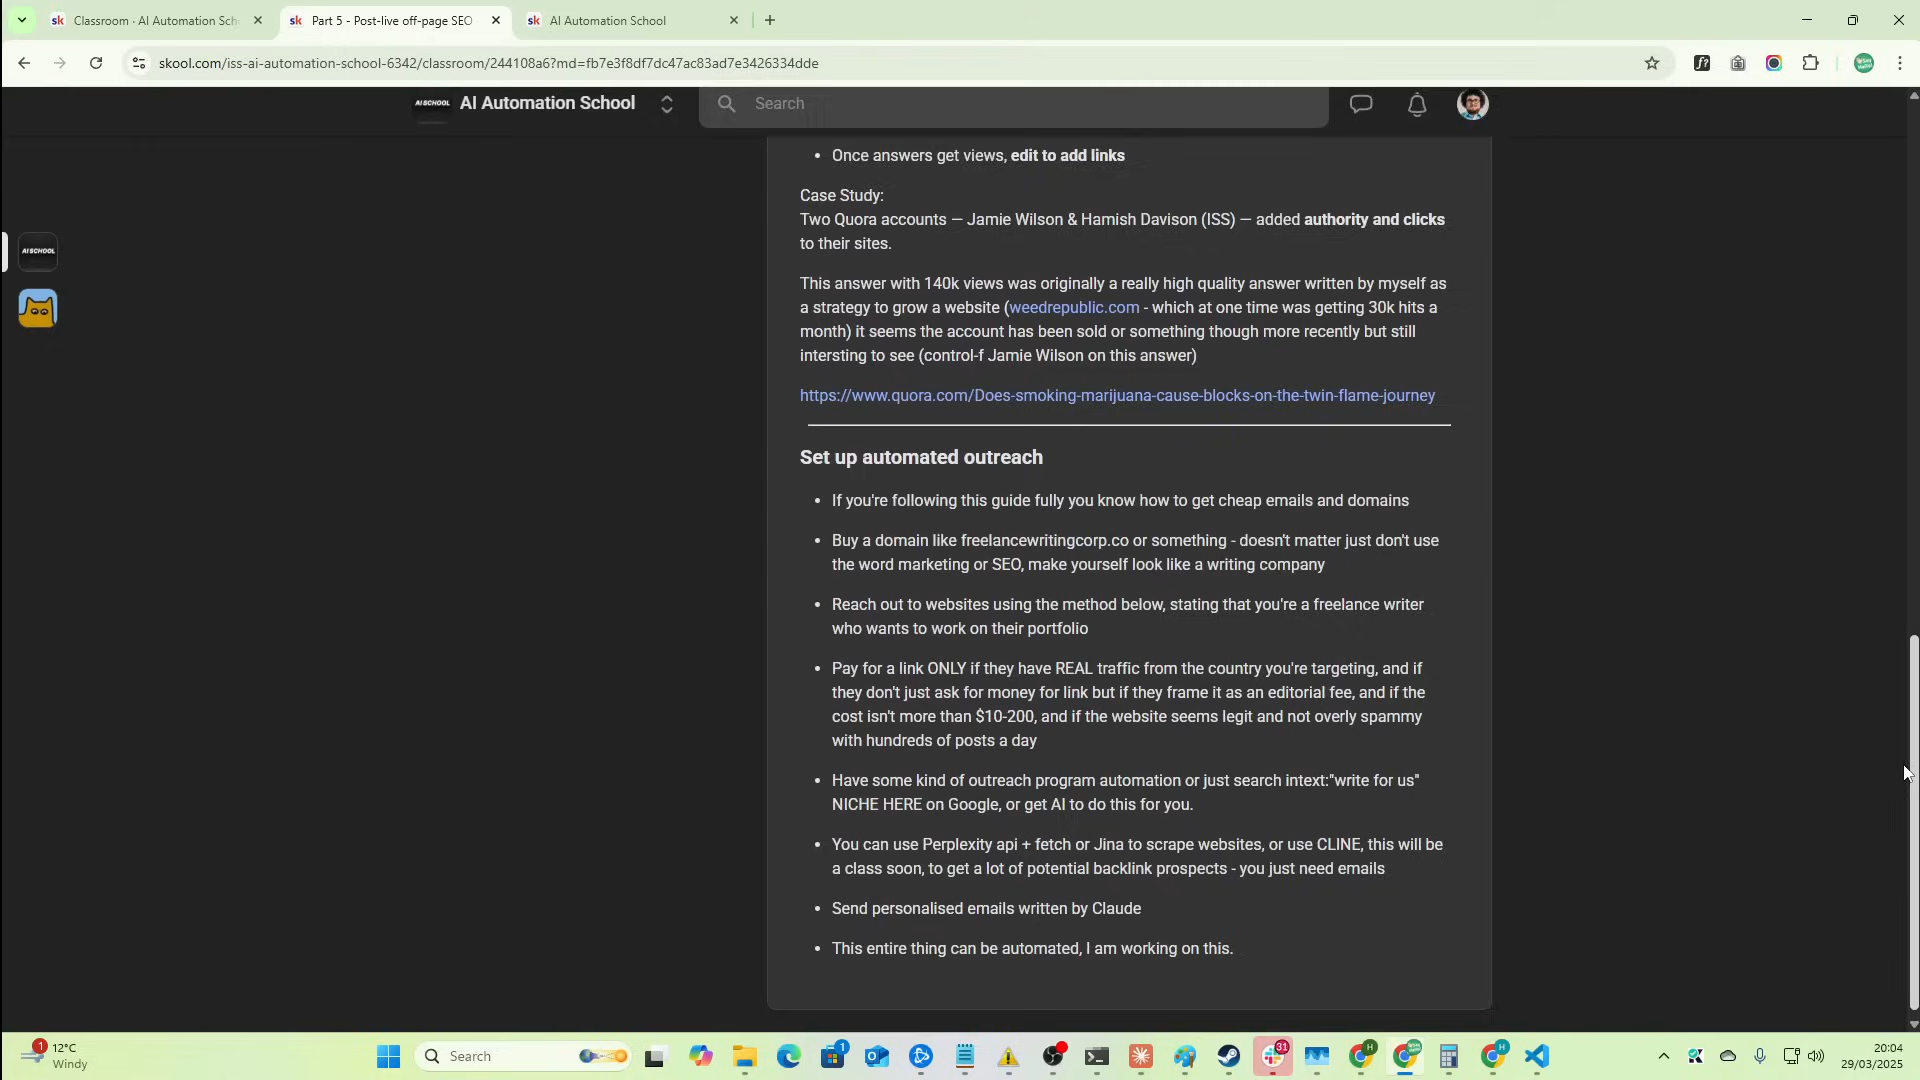 Classroom · AI Automation Sch
Part 5 - Post-live off-page SEO
AI Automation School
skool.com/iss-ai-automation-school-6342/classroom/244108a6?md=fb7e3f8df7dc47ac83ad7e3426334dde
AI SCHOOL
AI Automation School
Search
AI SCHOOL
• Once answers get views, edit to add links
Case Study:
Two Quora accounts — Jamie Wilson & Hamish Davison (ISS) — added authority and clicks
to their sites.
This answer with 140k views was originally a really high quality answer written by myself as
a strategy to grow a website (weedrepublic.com - which at one time was getting 30k hits a
month) it seems the account has been sold or something though more recently but still
intersting to see (control-f Jamie Wilson on this answer)
https://www.quora.com/Does-smoking-marijuana-cause-blocks-on-the-twin-flame-journey
Set up automated outreach
• If you're following this guide fully you know how to get cheap emails and domains
• Buy a domain like freelancewritingcorp.co or something - doesn't matter just don't use
the word marketing or SEO, make yourself look like a writing company
• Reach out to websites using the method below, stating that you're a freelance writer
who wants to work on their portfolio
• Pay for a link ONLY if they have REAL traffic from the country you're targeting, and if
they don't just ask for money for link but if they frame it as an editorial fee, and if the
cost isn't more than $10-200, and if the website seems legit and not overly spammy
with hundreds of posts a day
• Have some kind of outreach program automation or just search intext:"write for us"
NICHE HERE on Google, or get AI to do this for you.
• You can use Perplexity api + fetch or Jina to scrape websites, or use CLINE, this will be
a class soon, to get a lot of potential backlink prospects - you just need emails
• Send personalised emails written by Claude
• This entire thing can be automated, I am working on this.
1
12°C
Windy
Search
1
31
20:04
29/03/2025